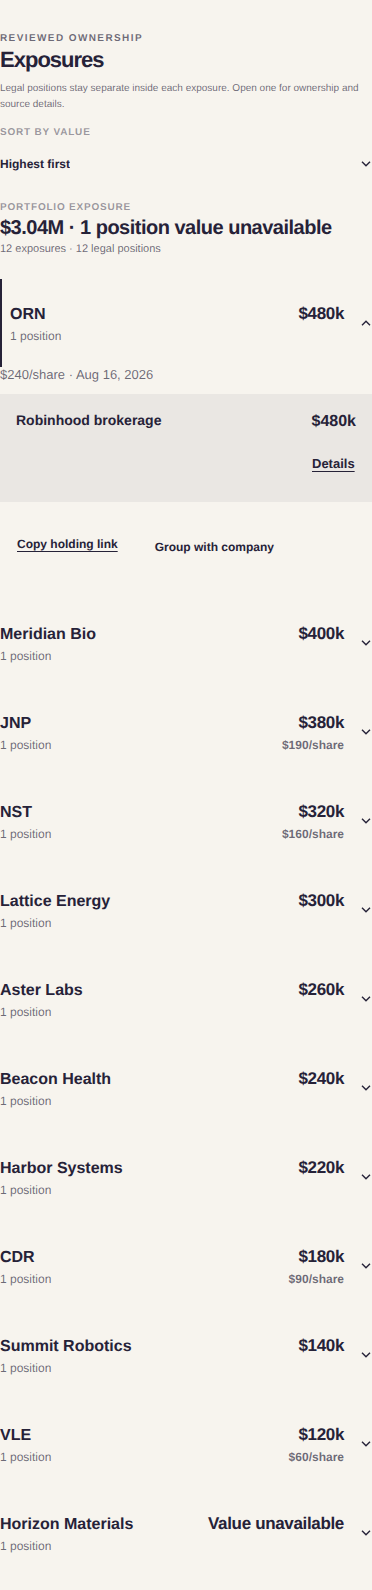 REVIEWED OWNERSHIP
Exposures
Legal positions stay separate inside each exposure. Open one for ownership and
source details.
SORT BY VALUE
Highest first
PORTFOLIO EXPOSURE
$3.04M · 1 position value unavailable
12 exposures · 12 legal positions
ORN $480k
1 position
$240/share · Aug 16, 2026
Robinhood brokerage $480k
Details
Copy holding link Group with company
Meridian Bio $400k
1 position
JNP $380k
1 position $190/share
NST $320k
1 position $160/share
Lattice Energy $300k
1 position
Aster Labs $260k
1 position
Beacon Health $240k
1 position
Harbor Systems $220k
1 position
CDR $180k
1 position $90/share
Summit Robotics $140k
1 position
VLE $120k
1 position $60/share
Horizon Materials Value unavailable
1 position